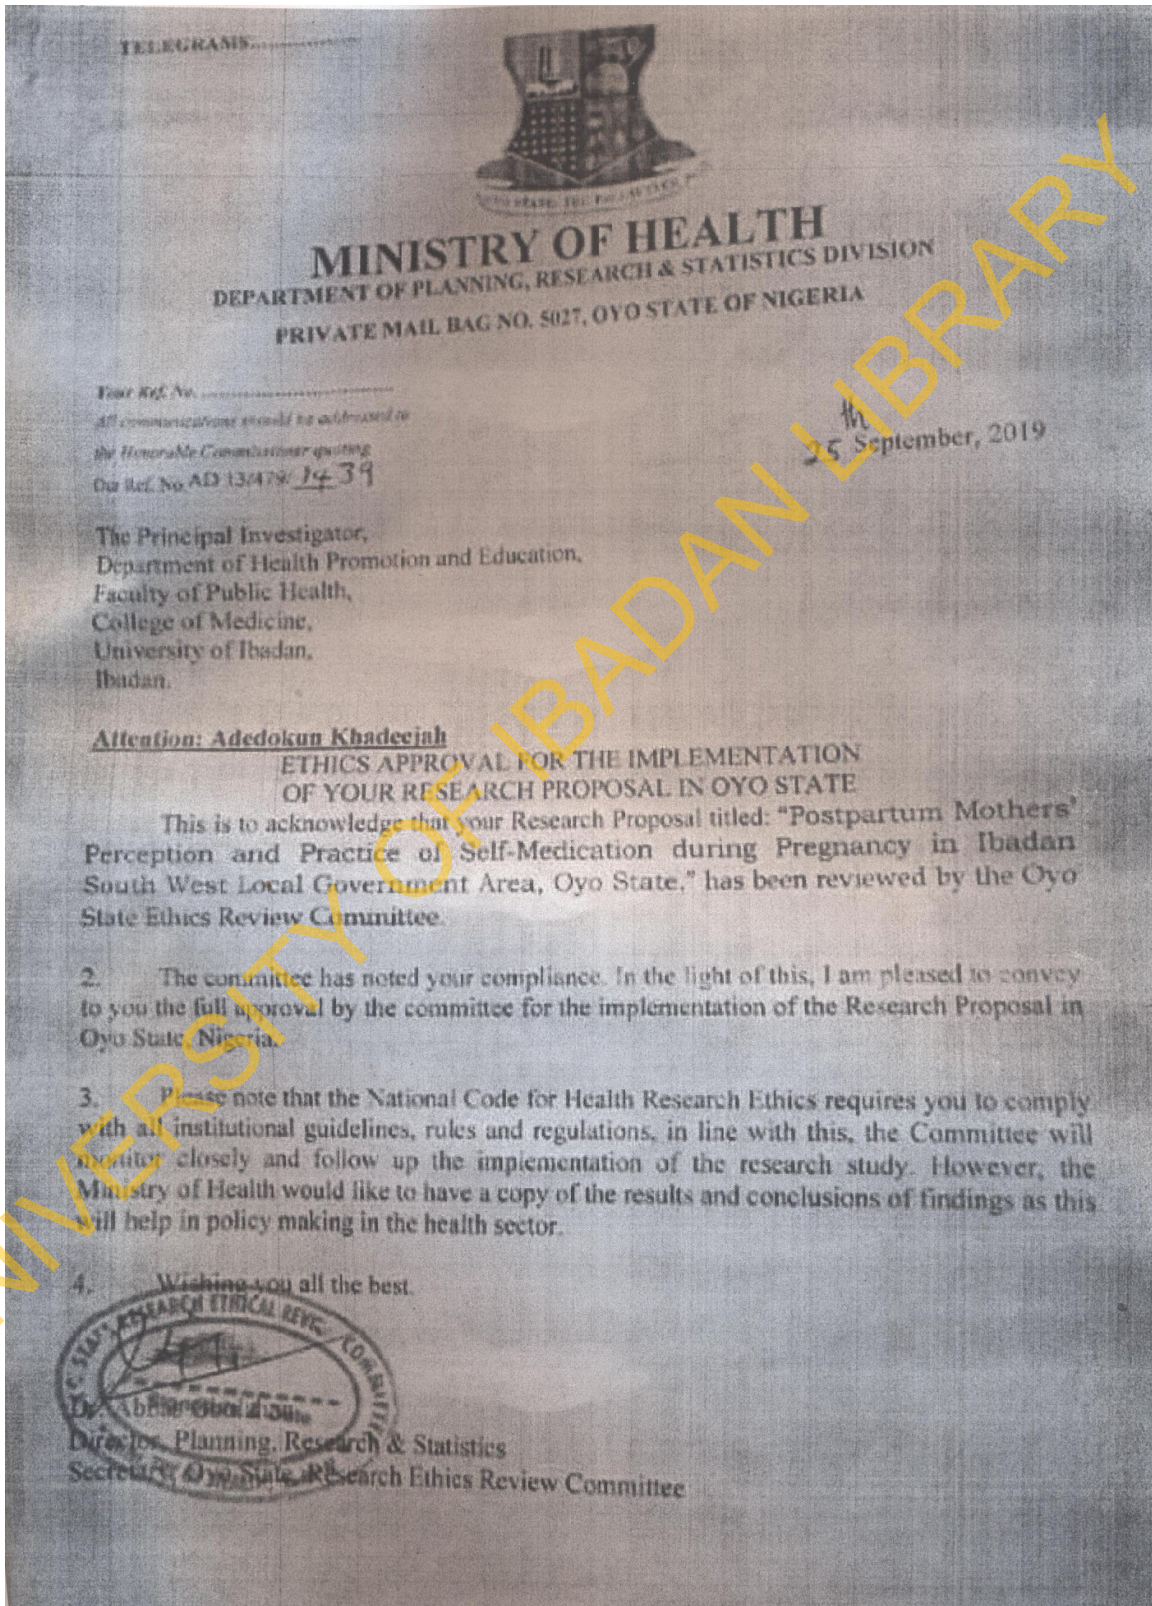 TELEGRAMS..................
MINISTRY OF HEALTH
DEPARTMENT OF PLANNING, RESEARCH & STATISTICS DIVISION
PRIVATE MAIL BAG NO. 5027, OYO STATE OF NIGERIA
Your Ref. No. ..............................
All communications should be addressed to
the Honorable Commissioner quoting
Our Ref. No. AD 13/479/ 1439
25th September, 2019
The Principal Investigator,
Department of Health Promotion and Education,
Faculty of Public Health,
College of Medicine,
University of Ibadan,
Ibadan.
Attention: Adedokun Khadeejah
ETHICS APPROVAL FOR THE IMPLEMENTATION
OF YOUR RESEARCH PROPOSAL IN OYO STATE
This is to acknowledge that your Research Proposal titled: "Postpartum Mothers'
Perception and Practice of Self-Medication during Pregnancy in Ibadan
South West Local Government Area, Oyo State," has been reviewed by the Oyo
State Ethics Review Committee.
2. The committee has noted your compliance. In the light of this, I am pleased to convey
to you the full approval by the committee for the implementation of the Research Proposal in
Oyo State, Nigeria.
3. Please note that the National Code for Health Research Ethics requires you to comply
with all institutional guidelines, rules and regulations, in line with this, the Committee will
monitor closely and follow up the implementation of the research study. However, the
Ministry of Health would like to have a copy of the results and conclusions of findings as this
will help in policy making in the health sector.
4. Wishing you all the best.
RESEARCH ETHICAL COMMITTEE
Dr.
Director, Planning, Research & Statistics
Secretary, Oyo State, Research Ethics Review Committee
UNIVERSITY OF IBADAN LIBRARY